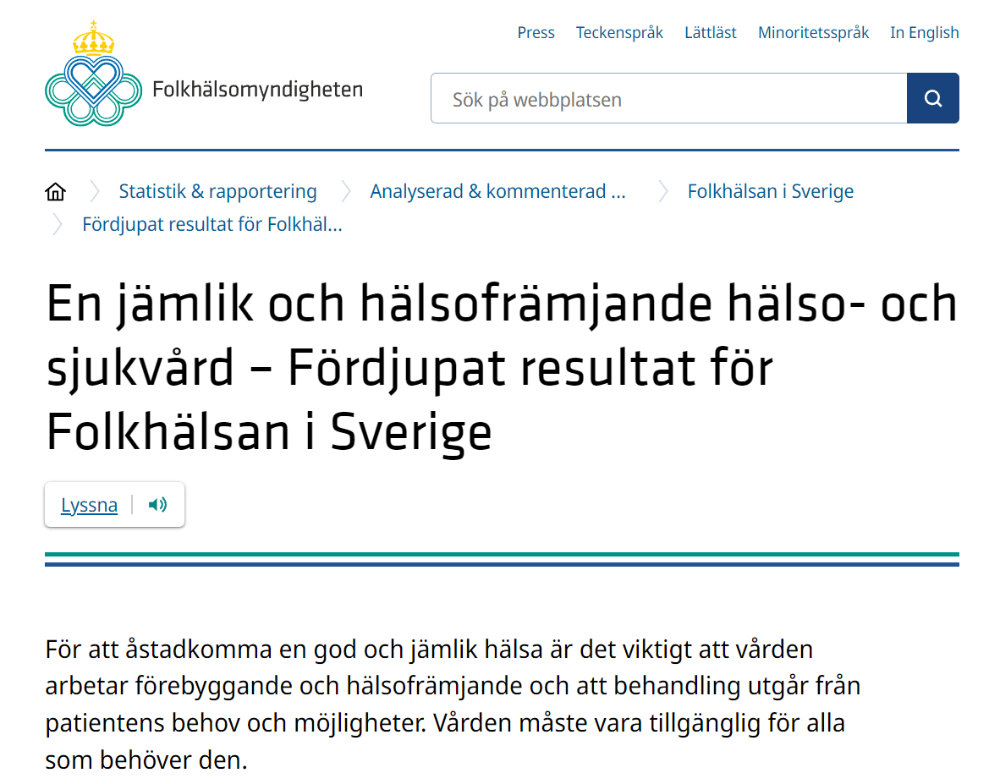 Press Teckenspråk Lättläst Minoritetsspråk In English
Folkhälsomyndigheten
Sök på webbplatsen
Statistik & rapportering Analyserad & kommenterad ... Folkhälsan i Sverige
Fördjupat resultat för Folkhäl...
En jämlik och hälsofrämjande hälso- och
sjukvård – Fördjupat resultat för
Folkhälsan i Sverige
Lyssna
För att åstadkomma en god och jämlik hälsa är det viktigt att vården
arbetar förebyggande och hälsofrämjande och att behandling utgår från
patientens behov och möjligheter. Vården måste vara tillgänglig för alla
som behöver den.